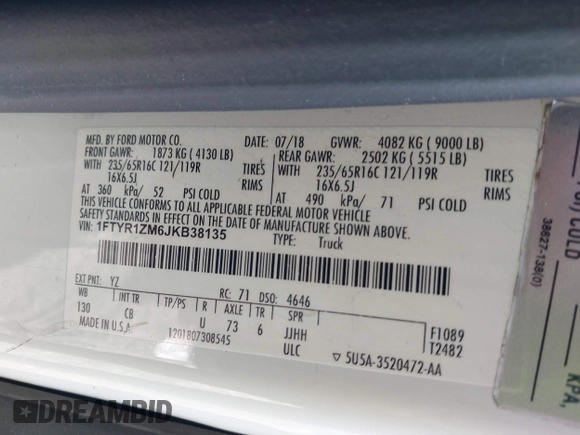 MFD. BY FORD MOTOR CO. DATE: 07/18 GVWR: 4082 KG ( 9000 LB)
FRONT GAWR: 1873 KG ( 4130 LB) REAR GAWR: 2502 KG ( 5515 LB)
WITH 235/65R16C 121/119R TIRES WITH 235/65R16C 121/119R TIRES
16X6.5J RIMS 16X6.5J RIMS
AT 360 kPa/ 52 PSI COLD AT 490 kPa/ 71 PSI COLD
THIS VEHICLE CONFORMS TO ALL APPLICABLE FEDERAL MOTOR VEHICLE
SAFETY STANDARDS IN EFFECT ON THE DATE OF MANUFACTURE SHOWN ABOVE.
VIN: 1FTYR1ZM6JKB38135 TYPE: Truck
EXT PNT: YZ RC: 71 DSO: 4646
WB INT TR TP/PS R AXLE TR SPR
130 CB U 73 6 JJHH F1089
MADE IN U.S.A. 1201807308545 ULC T2482
▽ 5U5A-3520472-AA
38627-138(0)
KPA,
DREAMBID